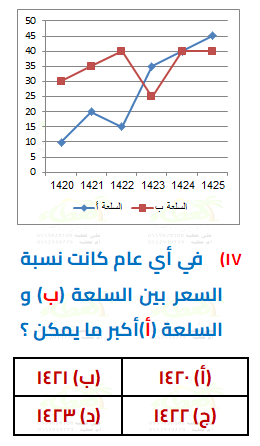 50
45
40
35
30
25
20
15
10
5
0
1420 1421 1422 1423 1424 1425
السلعة أ السلعة ب
١٧) في أي عام كانت نسبة
السعر بين السلعة (ب) و
السلعة (أ)أكبر ما يمكن ؟
(أ) ١٤٢٠ (ب) ١٤٢١
(ج) ١٤٢٢ (د) ١٤٢٣